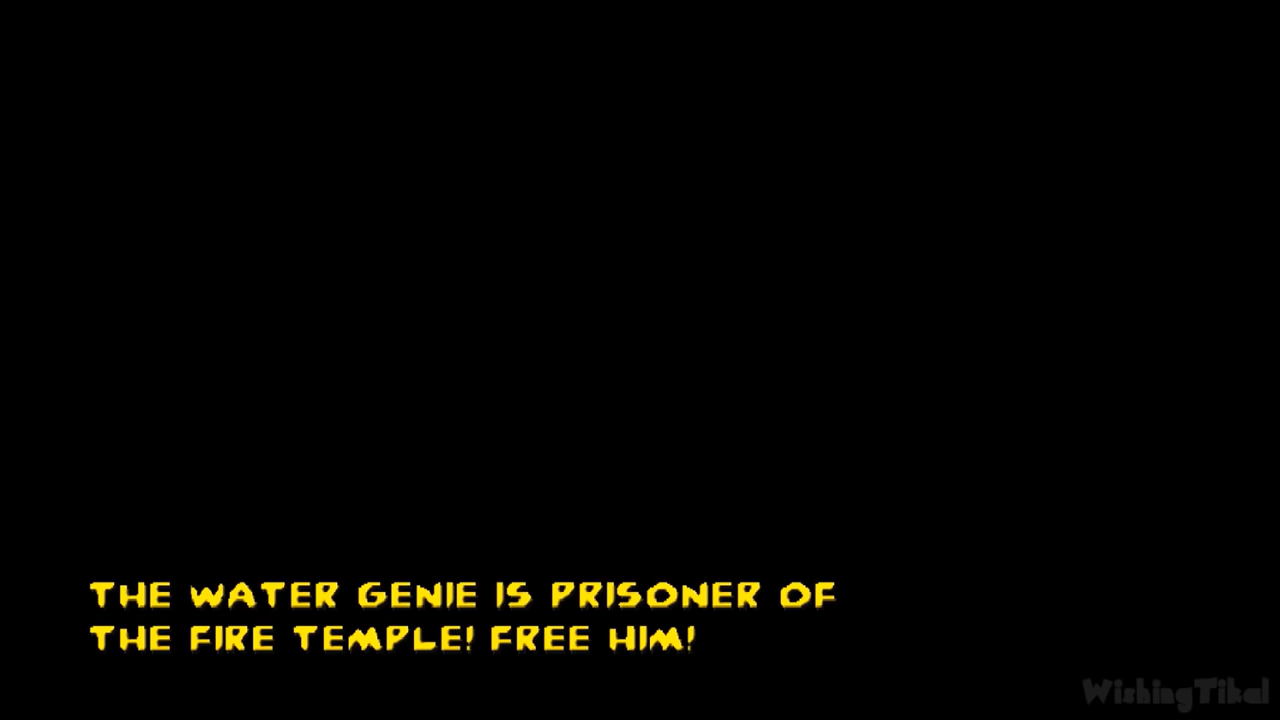 THE WATER GENIE IS PRISONER OF
THE FIRE TEMPLE! FREE HIM!
WishingTikal